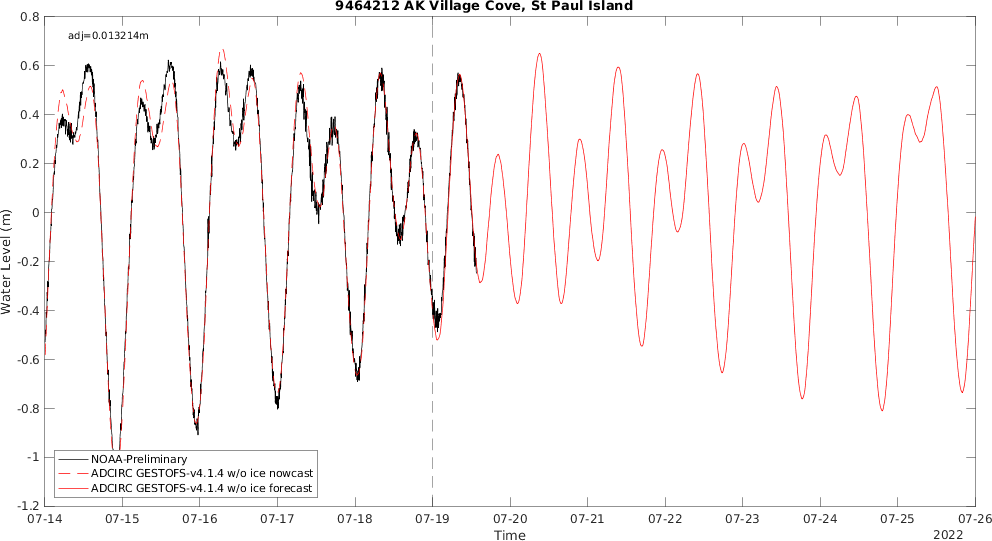 9464212 AK Village Cove, St Paul Island
adj=0.013214m
Water Level (m)
0.8
0.6
0.4
0.2
0
-0.2
-0.4
-0.6
-0.8
-1
-1.2
NOAA-Preliminary
ADCIRC GESTOFS-v4.1.4 w/o ice nowcast
ADCIRC GESTOFS-v4.1.4 w/o ice forecast
07-14 07-15 07-16 07-17 07-18 07-19 07-20 07-21 07-22 07-23 07-24 07-25 07-26
Time
2022